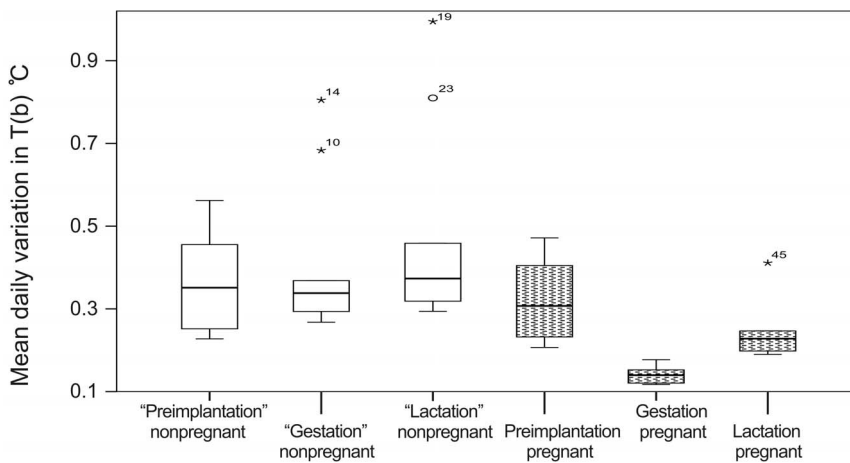 Mean daily variation in T(b) °C
0.9
0.7
0.5
0.3
0.1
*19
23
*14
*10
*45
“Preimplantation”
nonpregnant
“Gestation”
nonpregnant
“Lactation”
nonpregnant
Preimplantation
pregnant
Gestation
pregnant
Lactation
pregnant